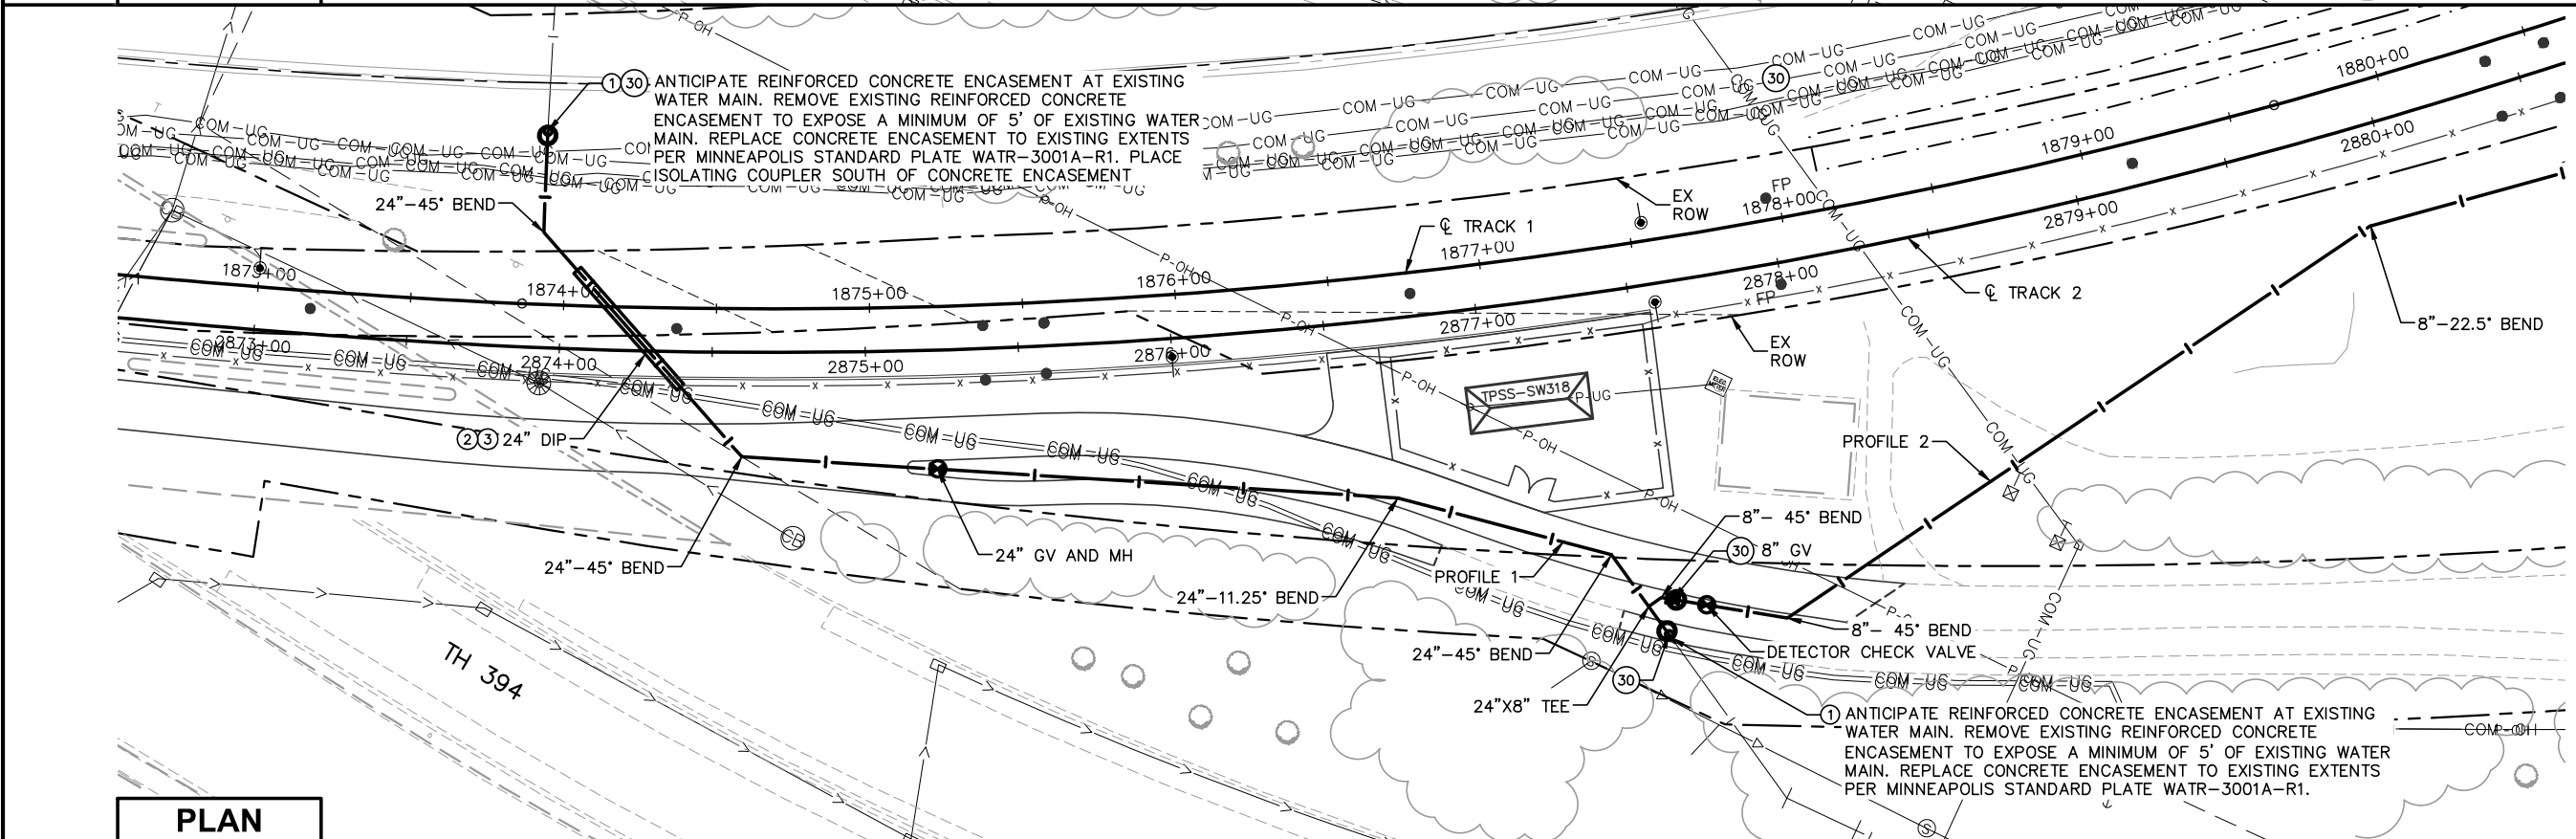 P-OH
1 30 ANTICIPATE REINFORCED CONCRETE ENCASEMENT AT EXISTING
WATER MAIN. REMOVE EXISTING REINFORCED CONCRETE
ENCASEMENT TO EXPOSE A MINIMUM OF 5' OF EXISTING WATER
MAIN. REPLACE CONCRETE ENCASEMENT TO EXISTING EXTENTS
PER MINNEAPOLIS STANDARD PLATE WATR-3001A-R1. PLACE
ISOLATING COUPLER SOUTH OF CONCRETE ENCASEMENT
COM-UG
30
24"-45° BEND
CB
EX
ROW
FP
℄ TRACK 1
1873+00
1874+00
1875+00
1876+00
1877+00
1878+00
1879+00
1880+00
2873+00
2874+00
2875+00
2876+00
2877+00
2878+00
2879+00
2880+00
℄ TRACK 2
FP
EX
ROW
8"-22.5° BEND
TPSS-SW318
P-UG
P-OH
2 3 24" DIP
PROFILE 2
24"-45° BEND
CB
24" GV AND MH
24"-11.25° BEND
PROFILE 1
8"- 45° BEND
30 8" GV
24"-45° BEND
24"X8" TEE
30
8"- 45° BEND
DETECTOR CHECK VALVE
S
TH 394
1 ANTICIPATE REINFORCED CONCRETE ENCASEMENT AT EXISTING
WATER MAIN. REMOVE EXISTING REINFORCED CONCRETE
ENCASEMENT TO EXPOSE A MINIMUM OF 5' OF EXISTING WATER
MAIN. REPLACE CONCRETE ENCASEMENT TO EXISTING EXTENTS
PER MINNEAPOLIS STANDARD PLATE WATR-3001A-R1.
S
PLAN